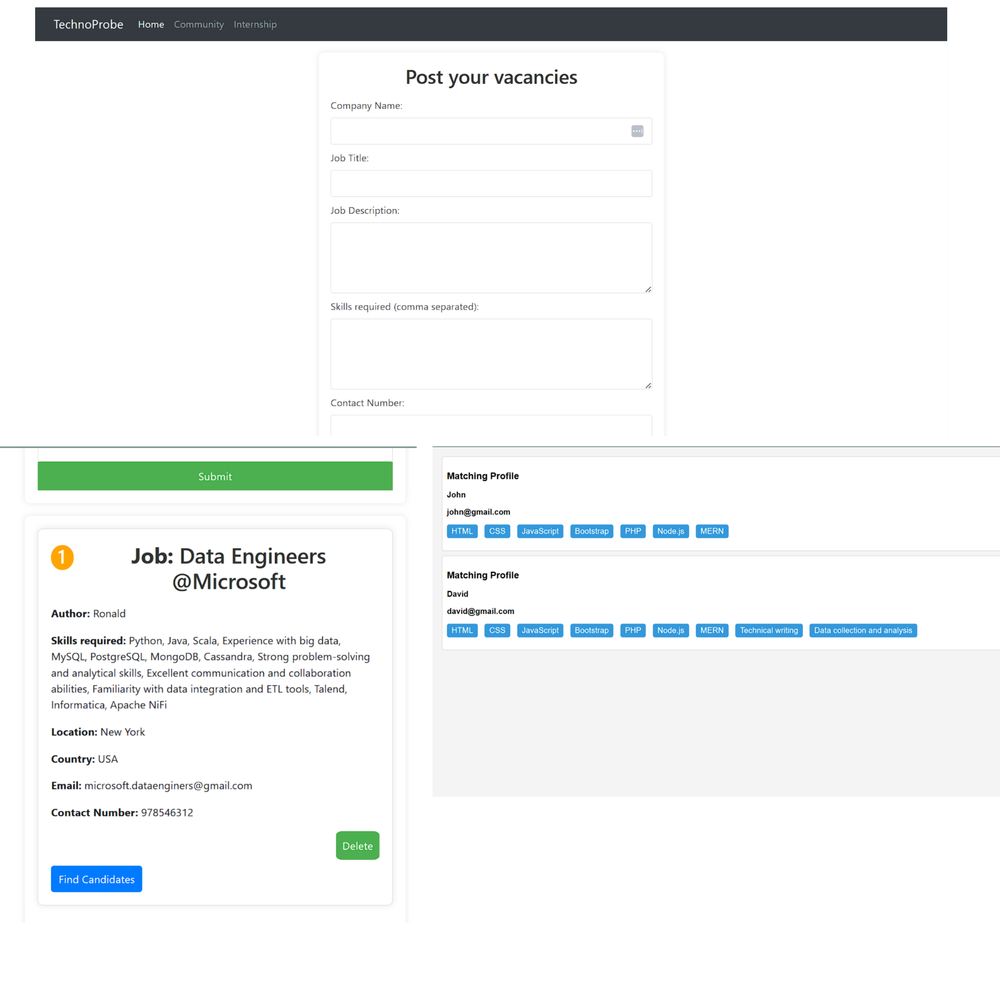 TechnoProbe Home Community Internship
Post your vacancies
Company Name:
Job Title:
Job Description:
Skills required (comma separated):
Contact Number:
Submit
1
Job: Data Engineers
@Microsoft
Author: Ronald
Skills required: Python, Java, Scala, Experience with big data,
MySQL, PostgreSQL, MongoDB, Cassandra, Strong problem-solving
and analytical skills, Excellent communication and collaboration
abilities, Familiarity with data integration and ETL tools, Talend,
Informatica, Apache NiFi
Location: New York
Country: USA
Email: microsoft.dataenginers@gmail.com
Contact Number: 978546312
Delete
Find Candidates
Matching Profile
John
john@gmail.com
HTML CSS JavaScript Bootstrap PHP Node.js MERN
Matching Profile
David
david@gmail.com
HTML CSS JavaScript Bootstrap PHP Node.js MERN Technical writing Data collection and analysis